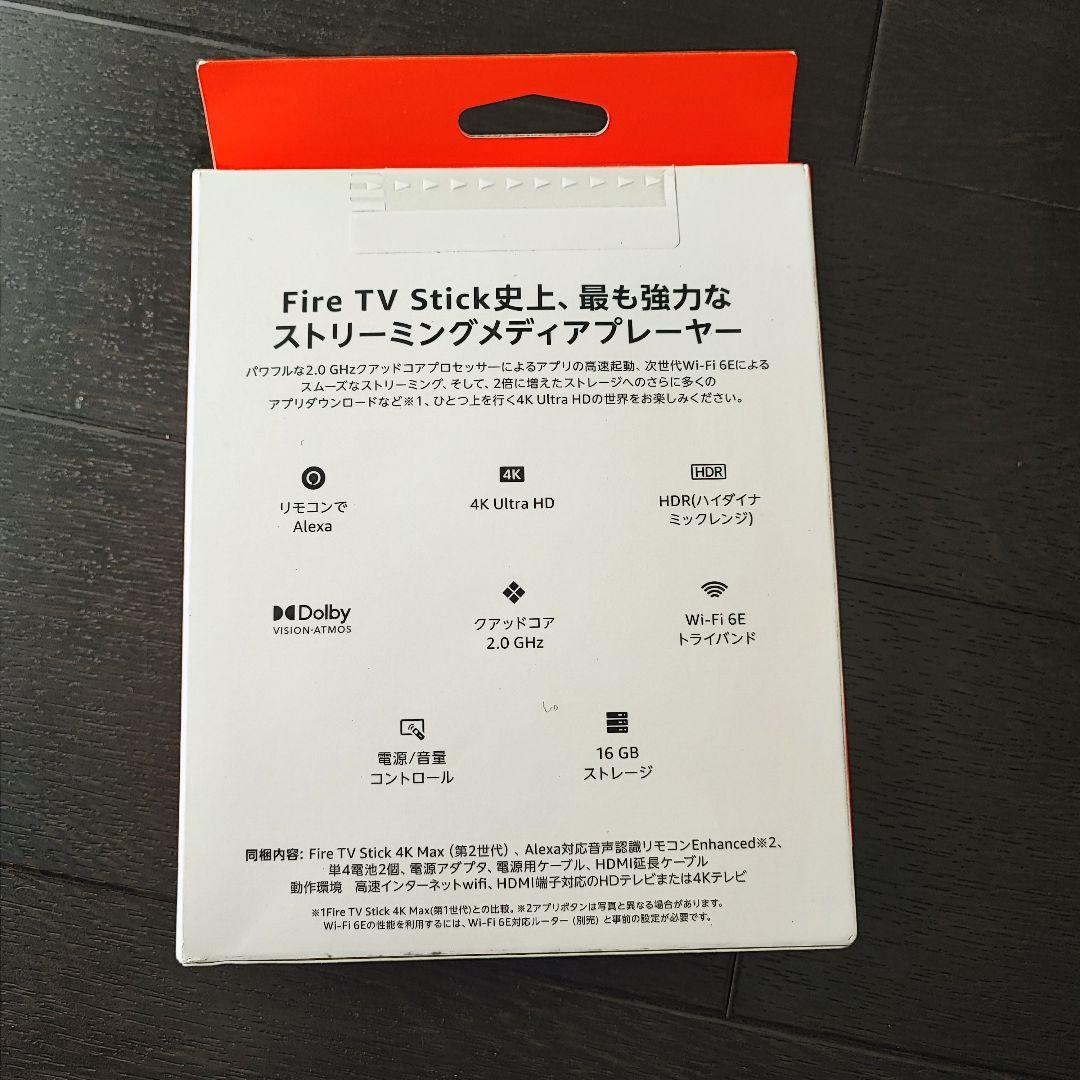 Fire TV Stick史上、最も強力な
ストリーミングメディアプレーヤー
パワフルな2.0 GHzクアッドコアプロセッサーによるアプリの高速起動、次世代Wi-Fi 6Eによる
スムーズなストリーミング、そして、2倍に増えたストレージへのさらに多くの
アプリダウンロードなど※1、ひとつ上を行く4K Ultra HDの世界をお楽しみください。
リモコンで
Alexa
4K
4K Ultra HD
HDR
HDR(ハイダイナ
ミックレンジ)
Dolby
VISION·ATMOS
クアッドコア
2.0 GHz
Wi-Fi 6E
トライバンド
電源/音量
コントロール
16 GB
ストレージ
同梱内容: Fire TV Stick 4K Max (第2世代) 、Alexa対応音声認識リモコンEnhanced※2、
単4電池2個、電源アダプタ、電源用ケーブル、HDMI延長ケーブル
動作環境 高速インターネットwifi、HDMI端子対応のHDテレビまたは4Kテレビ
※1Fire TV Stick 4K Max(第1世代)との比較。※2アプリボタンは写真と異なる場合があります。
Wi-Fi 6Eの性能を利用するには、Wi-Fi 6E対応ルーター (別売) と事前の設定が必要です。